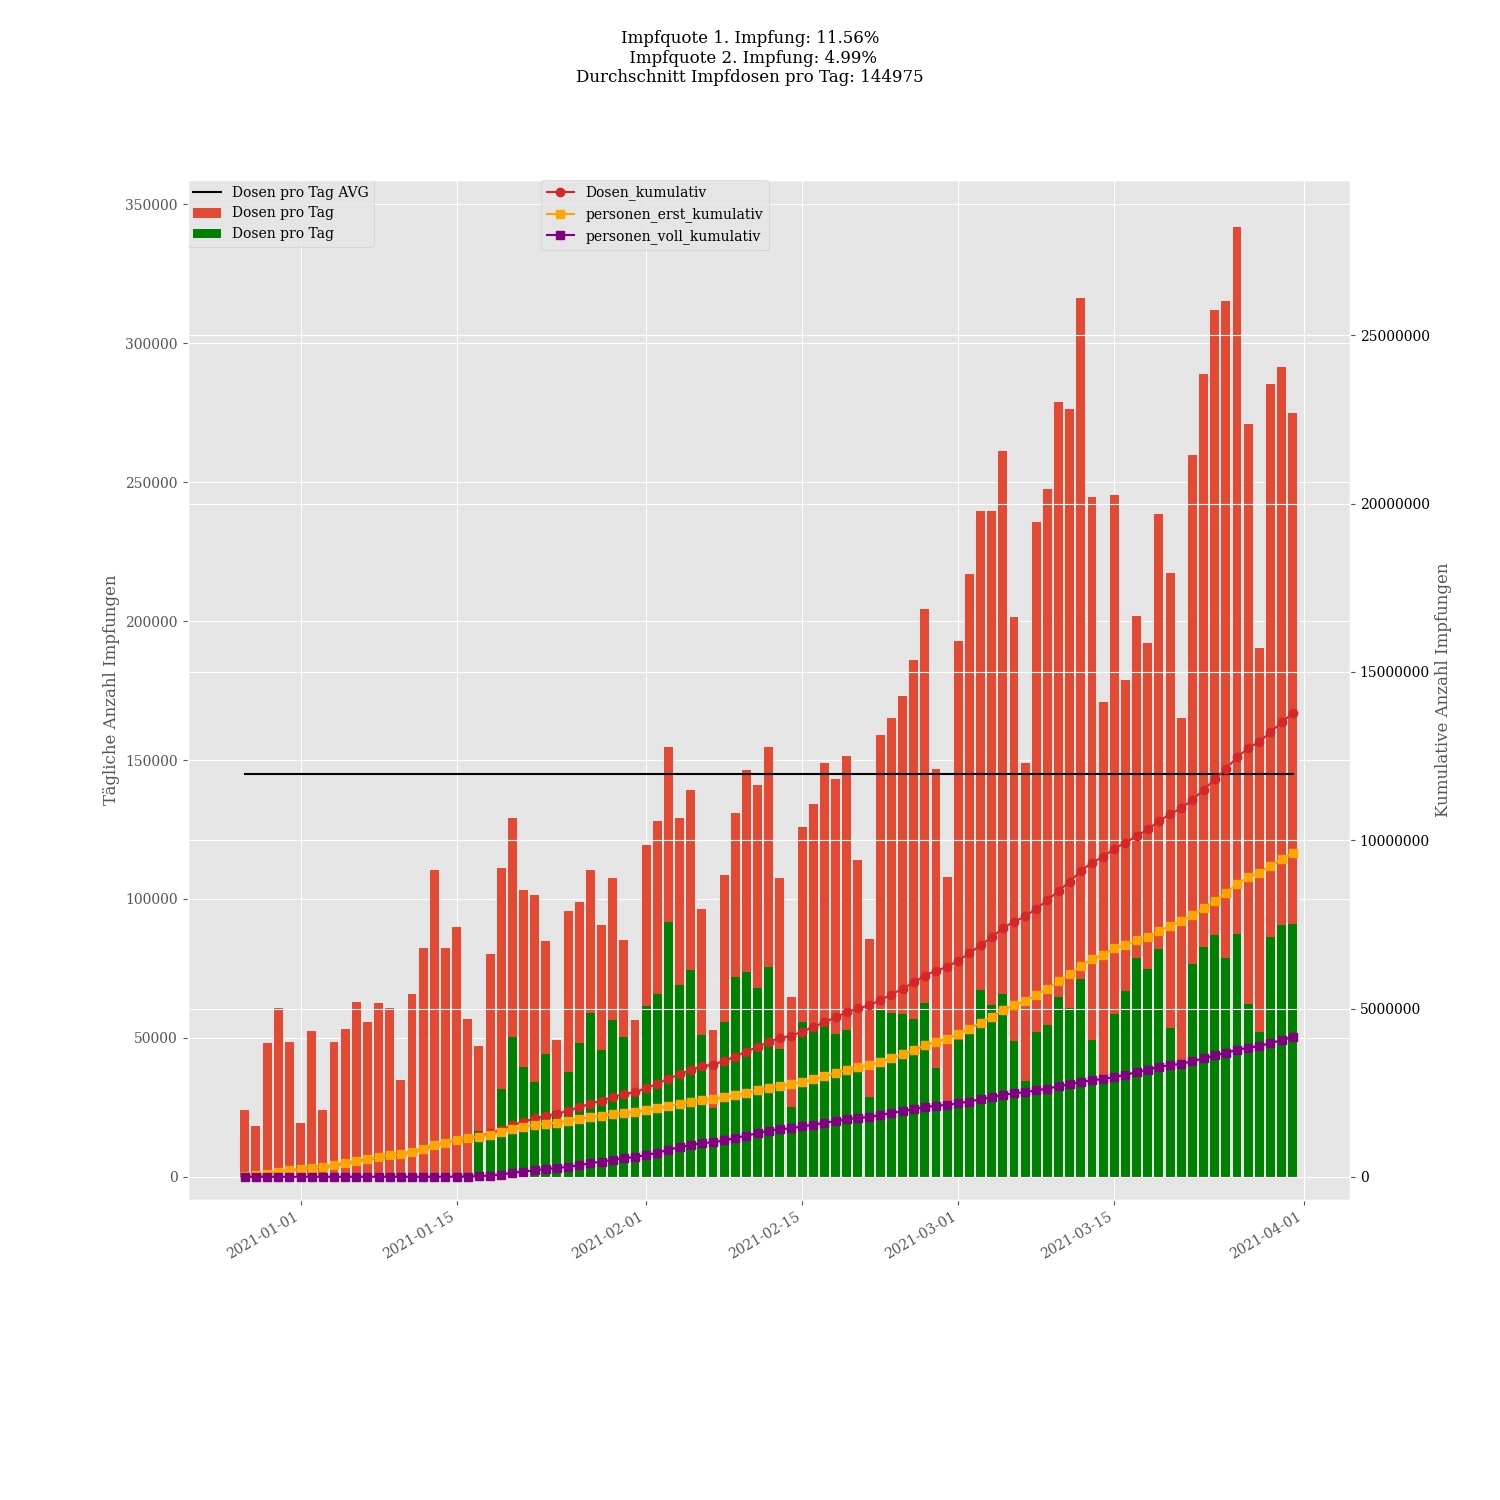 Impfquote 1. Impfung: 11.56%
Impfquote 2. Impfung: 4.99%
Durchschnitt Impfdosen pro Tag: 144975
Dosen pro Tag AVG
Dosen pro Tag
Dosen pro Tag
Dosen_kumulativ
personen_erst_kumulativ
personen_voll_kumulativ
350000
300000
250000
200000
150000
100000
50000
0
Tägliche Anzahl Impfungen
25000000
20000000
15000000
10000000
5000000
0
Kumulative Anzahl Impfungen
2021-01-01
2021-01-15
2021-02-01
2021-02-15
2021-03-01
2021-03-15
2021-04-01